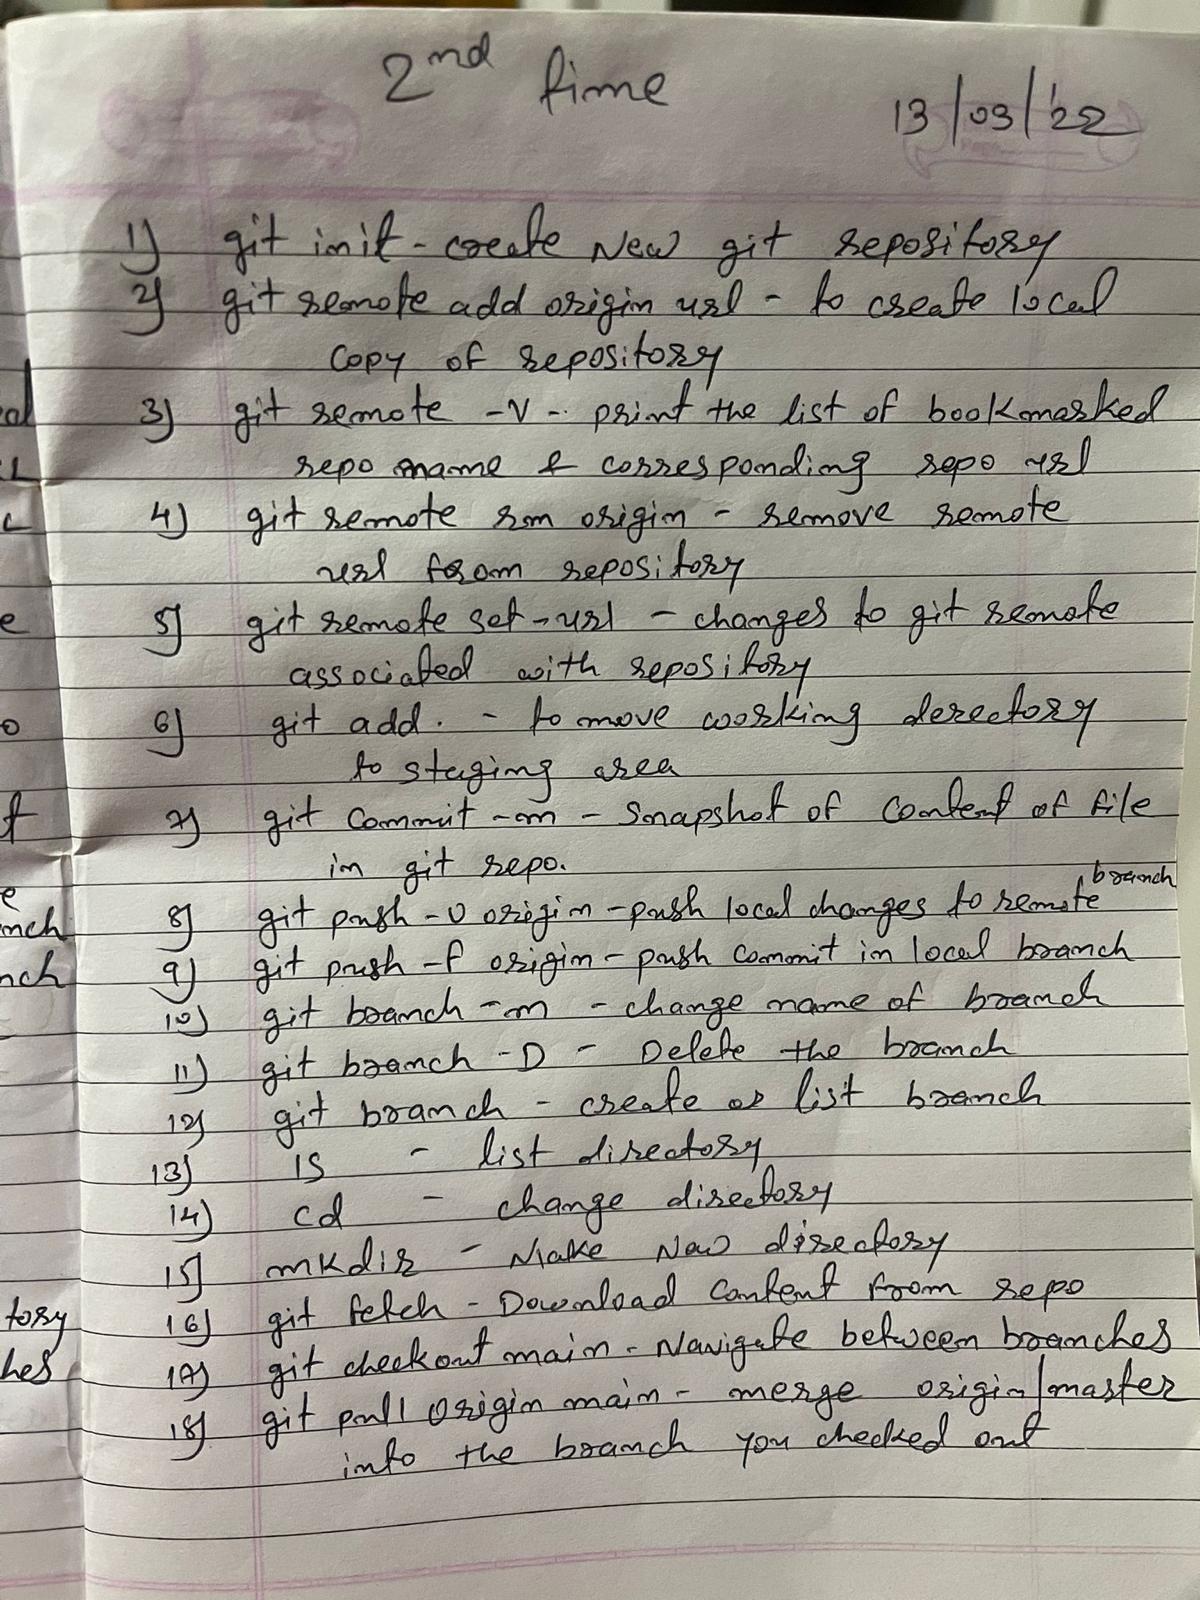 2nd time
13/03/'22
1) git init - create New git repository
2) git remote add origin url - to create local
copy of repository
3) git remote -V - print the list of bookmarked
repo name & corresponding repo url
4) git remote rm origin - remove remote
url from repository
5) git remote set-url - changes to git remote
associated with repository
6) git add . - to move working derectory
to staging area
7) git commit -m - Snapshot of content of file
in git repo.
8) git push -u origin - push local changes to remote branch
9) git push -f origin - push commit in local branch
10) git branch -m - change name of branch
11) git branch -D - Delete the branch
12) git branch - create or list branch
13) ls - list directory
14) cd - change directory
15) mkdir - Make New directory
16) git fetch - Download content from repo
17) git checkout main - Navigate between branches
18) git pull origin main - merge origin/master
into the branch you checked out